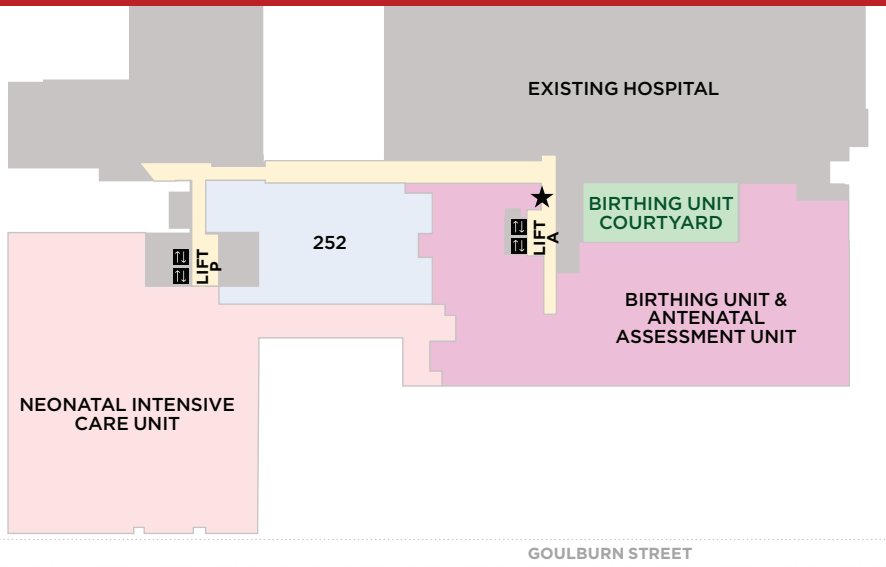 EXISTING HOSPITAL
BIRTHING UNIT
COURTYARD
LIFT
A
252
LIFT
P
BIRTHING UNIT &
ANTENATAL
ASSESSMENT UNIT
NEONATAL INTENSIVE
CARE UNIT
GOULBURN STREET